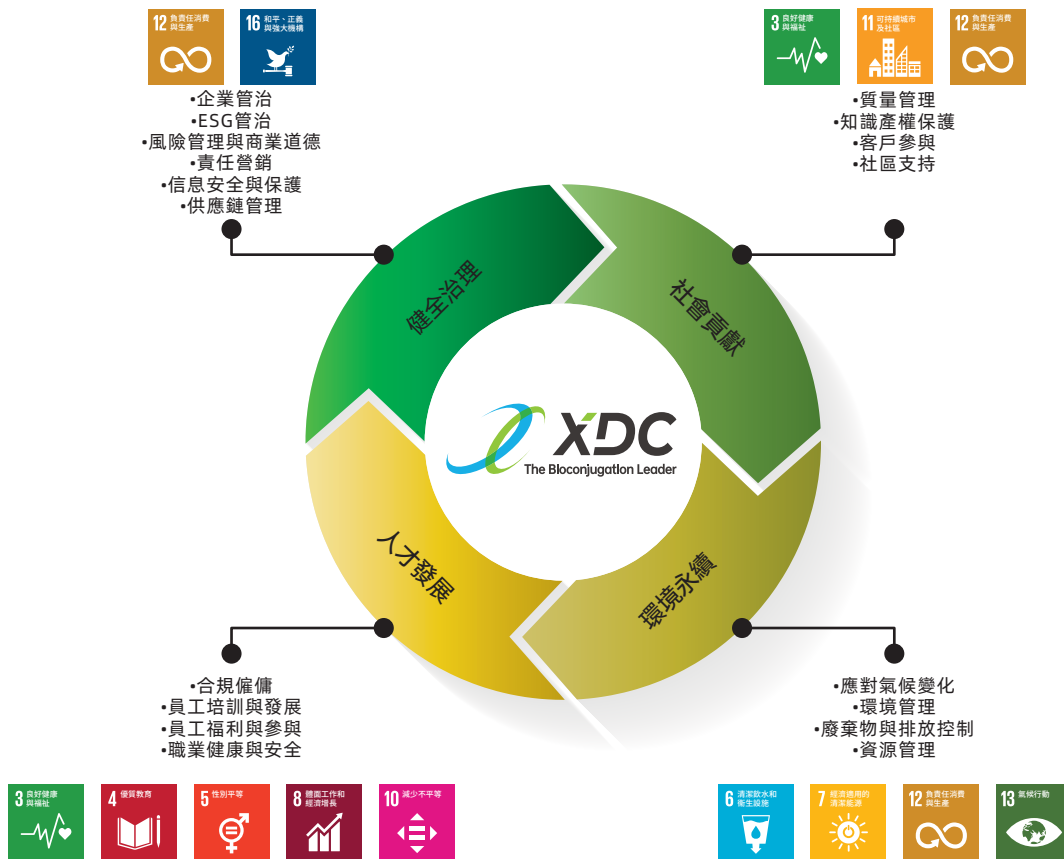 12 負責任消費
與生產
16 和平、正義
與強大機構
•企業管治
•ESG管治
•風險管理與商業道德
•責任營銷
•信息安全與保護
•供應鏈管理
3 良好健康
與福祉
11 可持續城市
及社區
12 負責任消費
與生產
•質量管理
•知識產權保護
•客戶參與
•社區支持
健全治理
社會貢獻
XDC
The Bioconjugation Leader
人才發展
環境永續
•合規僱傭
•員工培訓與發展
•員工福利與參與
•職業健康與安全
•應對氣候變化
•環境管理
•廢棄物與排放控制
•資源管理
3 良好健康
與福祉
4 優質教育
5 性別平等
8 體面工作和
經濟增長
10 減少不平等
6 清潔飲水和
衛生設施
7 經濟適用的
清潔能源
12 負責任消費
與生產
13 氣候行動